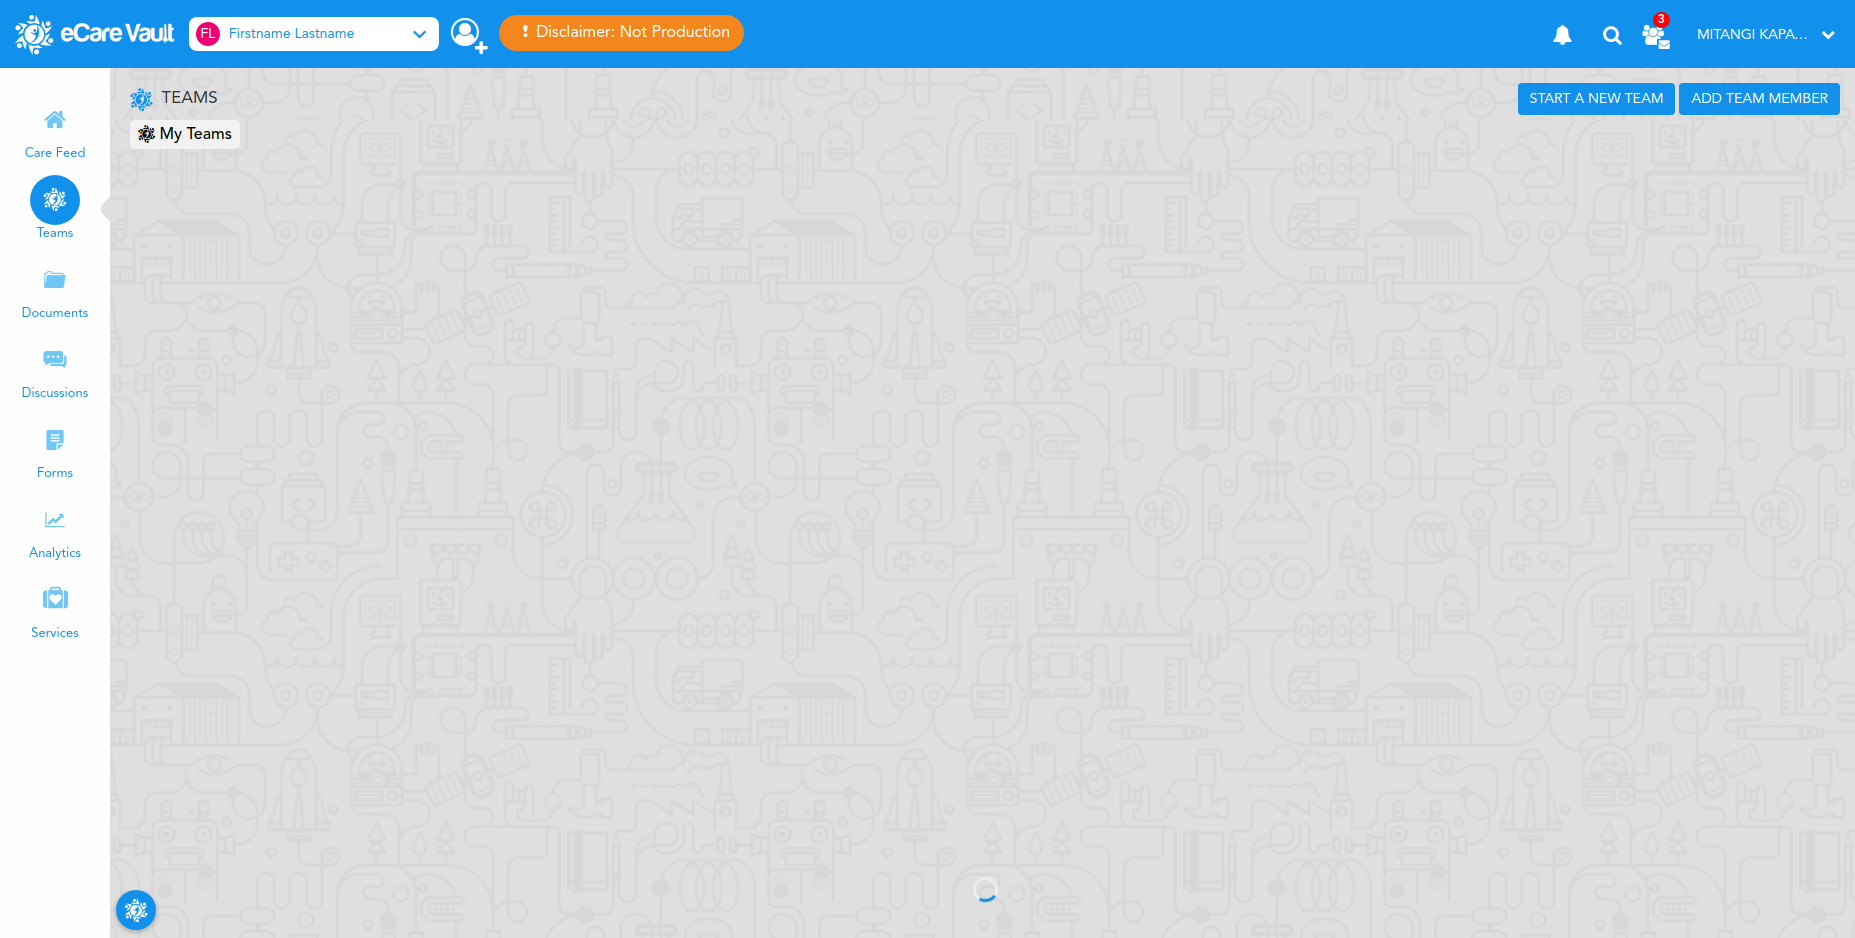 eCare Vault
FL Firstname Lastname
! Disclaimer: Not Production
3
MITANGI KAPA...
TEAMS
START A NEW TEAM
ADD TEAM MEMBER
My Teams
Care Feed
Teams
Documents
Discussions
Forms
Analytics
Services